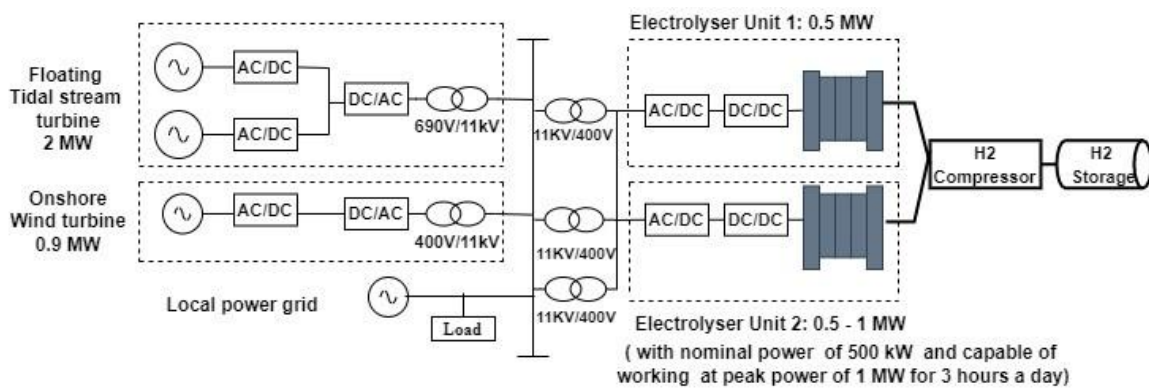 Electrolyser Unit 1: 0.5 MW
Floating
Tidal stream
turbine
2 MW
AC/DC
AC/DC
DC/AC
690V/11kV
11KV/400V
AC/DC
DC/DC
H2
Compressor
H2
Storage
Onshore
Wind turbine
0.9 MW
AC/DC
DC/AC
400V/11kV
11KV/400V
AC/DC
DC/DC
Local power grid
Load
11KV/400V
Electrolyser Unit 2: 0.5 - 1 MW
( with nominal power of 500 kW and capable of
working at peak power of 1 MW for 3 hours a day)